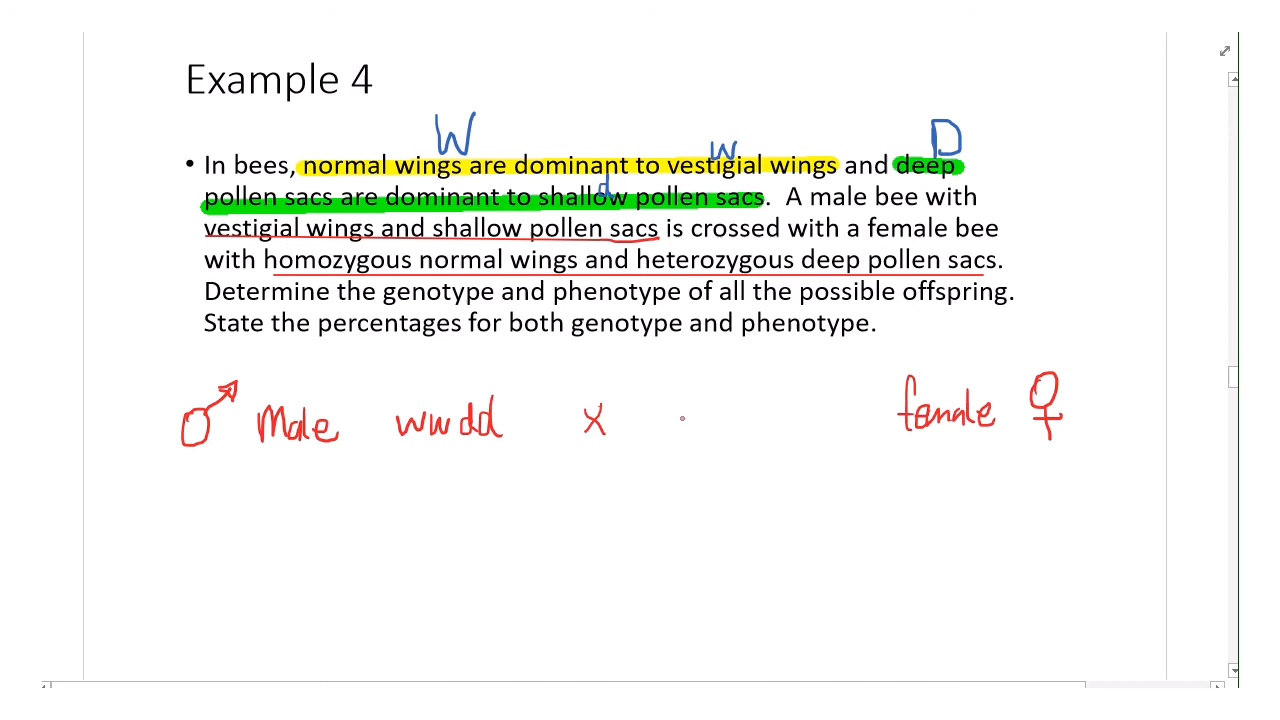 Example 4
W w D
• In bees, normal wings are dominant to vestigial wings and deep
d
pollen sacs are dominant to shallow pollen sacs. A male bee with
vestigial wings and shallow pollen sacs is crossed with a female bee
with homozygous normal wings and heterozygous deep pollen sacs.
Determine the genotype and phenotype of all the possible offspring.
State the percentages for both genotype and phenotype.
♂ Male wwdd x female ♀